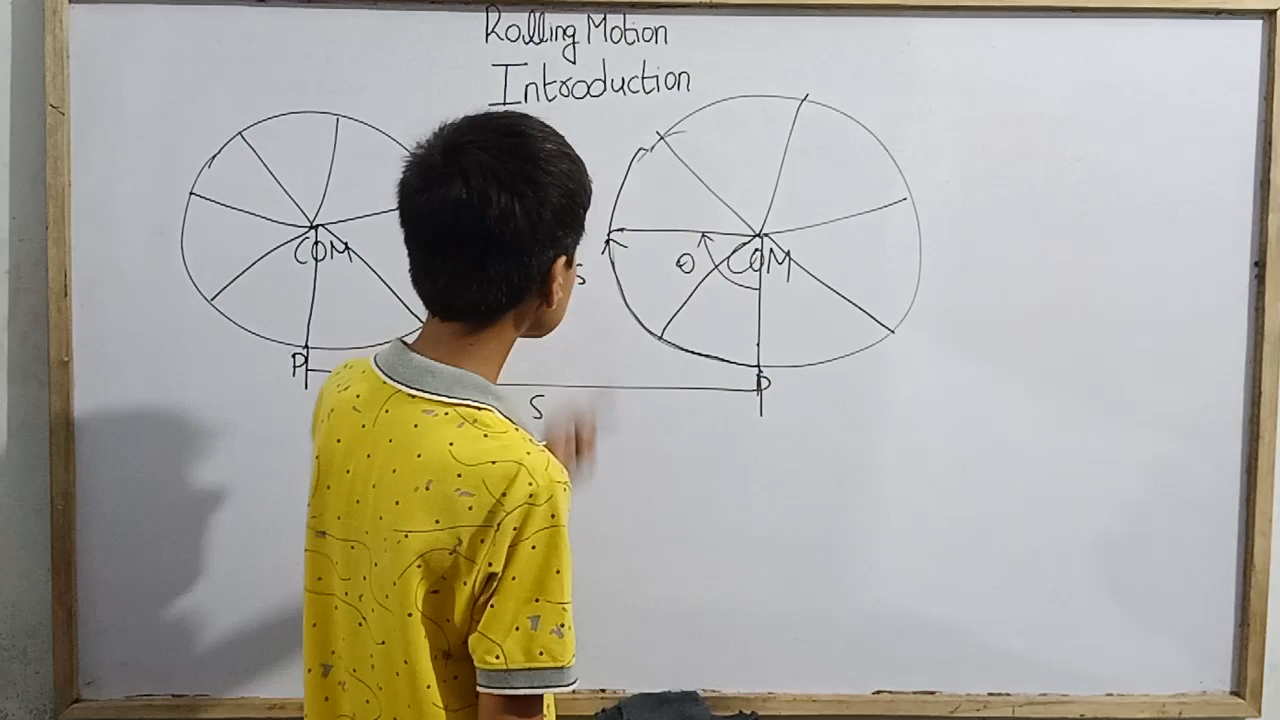 Rolling Motion
Introduction
COM
P
S
S
θ COM
P